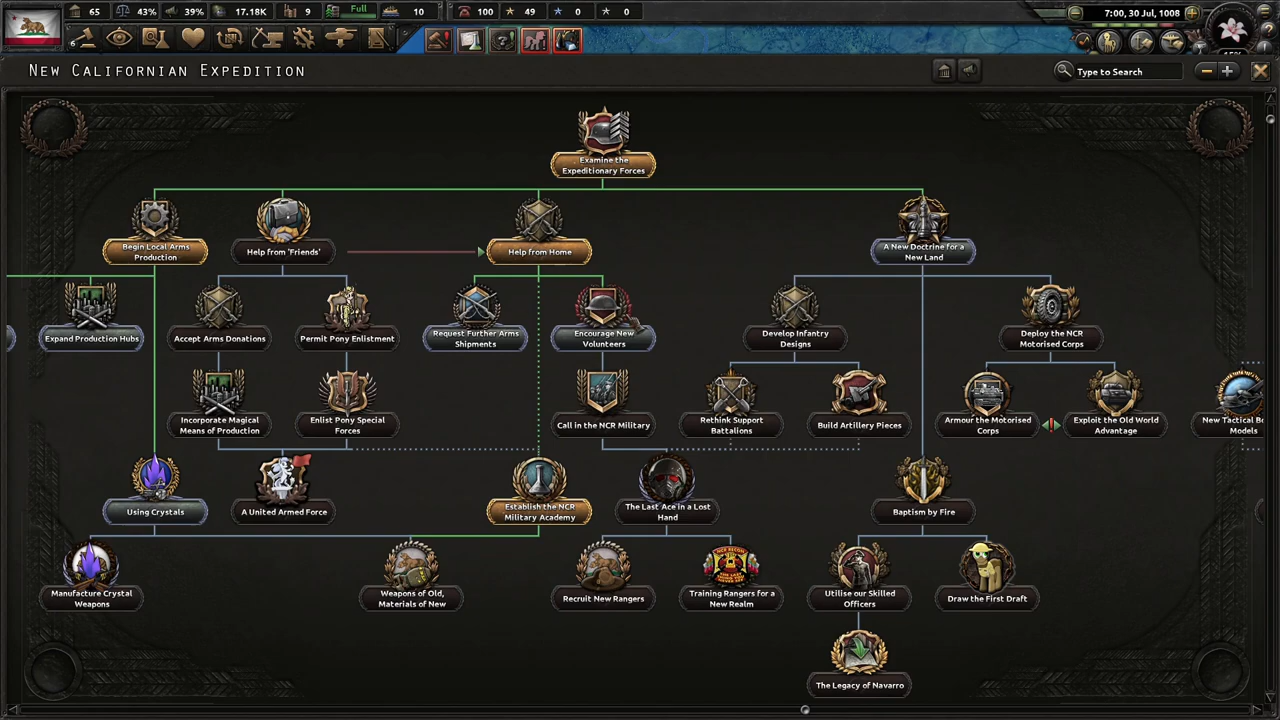 65
43%
39%
17.18K
9
Full
10
100
49
0
0
7:00, 30 Jul, 1008
6
New Californian Expedition
Type to Search
Examine the
Expeditionary Forces
Begin Local Arms
Production
Help from 'Friends'
Help from Home
A New Doctrine for a
New Land
Expand Production Hubs
Accept Arms Donations
Permit Pony Enlistment
Request Further Arms
Shipments
Encourage New
Volunteers
Develop Infantry
Designs
Deploy the NCR
Motorised Corps
Incorporate Magical
Means of Production
Enlist Pony Special
Forces
Call in the NCR Military
Rethink Support
Battalions
Build Artillery Pieces
Armour the Motorised
Corps
Exploit the Old World
Advantage
New Tactical Bo
Models
Using Crystals
A United Armed Force
Establish the NCR
Military Academy
The Last Ace in a Lost
Hand
Baptism by Fire
Manufacture Crystal
Weapons
Weapons of Old,
Materials of New
Recruit New Rangers
Training Rangers for a
New Realm
Utilise our Skilled
Officers
Draw the First Draft
The Legacy of Navarro